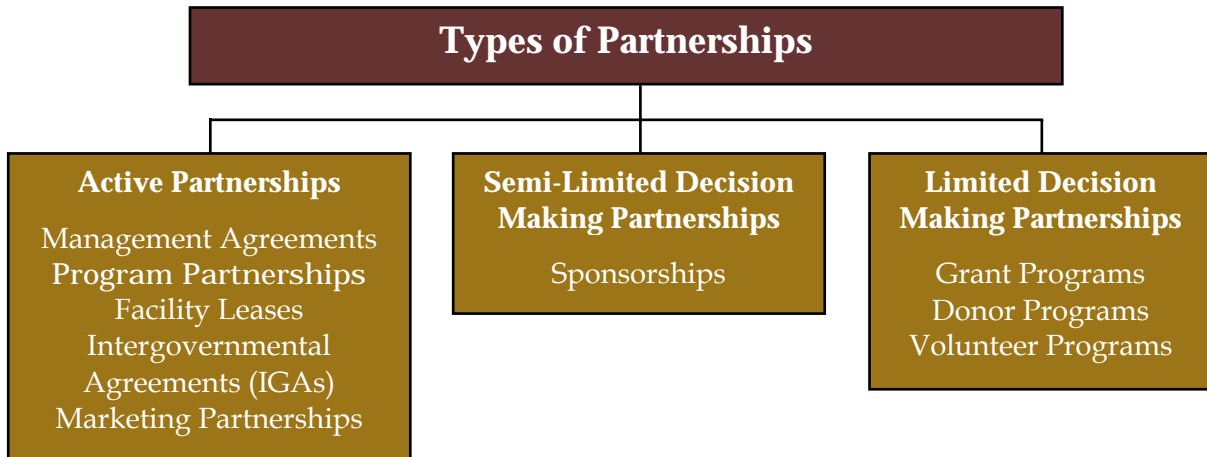 Types of Partnerships
Active Partnerships
Management Agreements
Program Partnerships
Facility Leases
Intergovernmental
Agreements (IGAs)
Marketing Partnerships
Semi-Limited Decision
Making Partnerships
Sponsorships
Limited Decision
Making Partnerships
Grant Programs
Donor Programs
Volunteer Programs